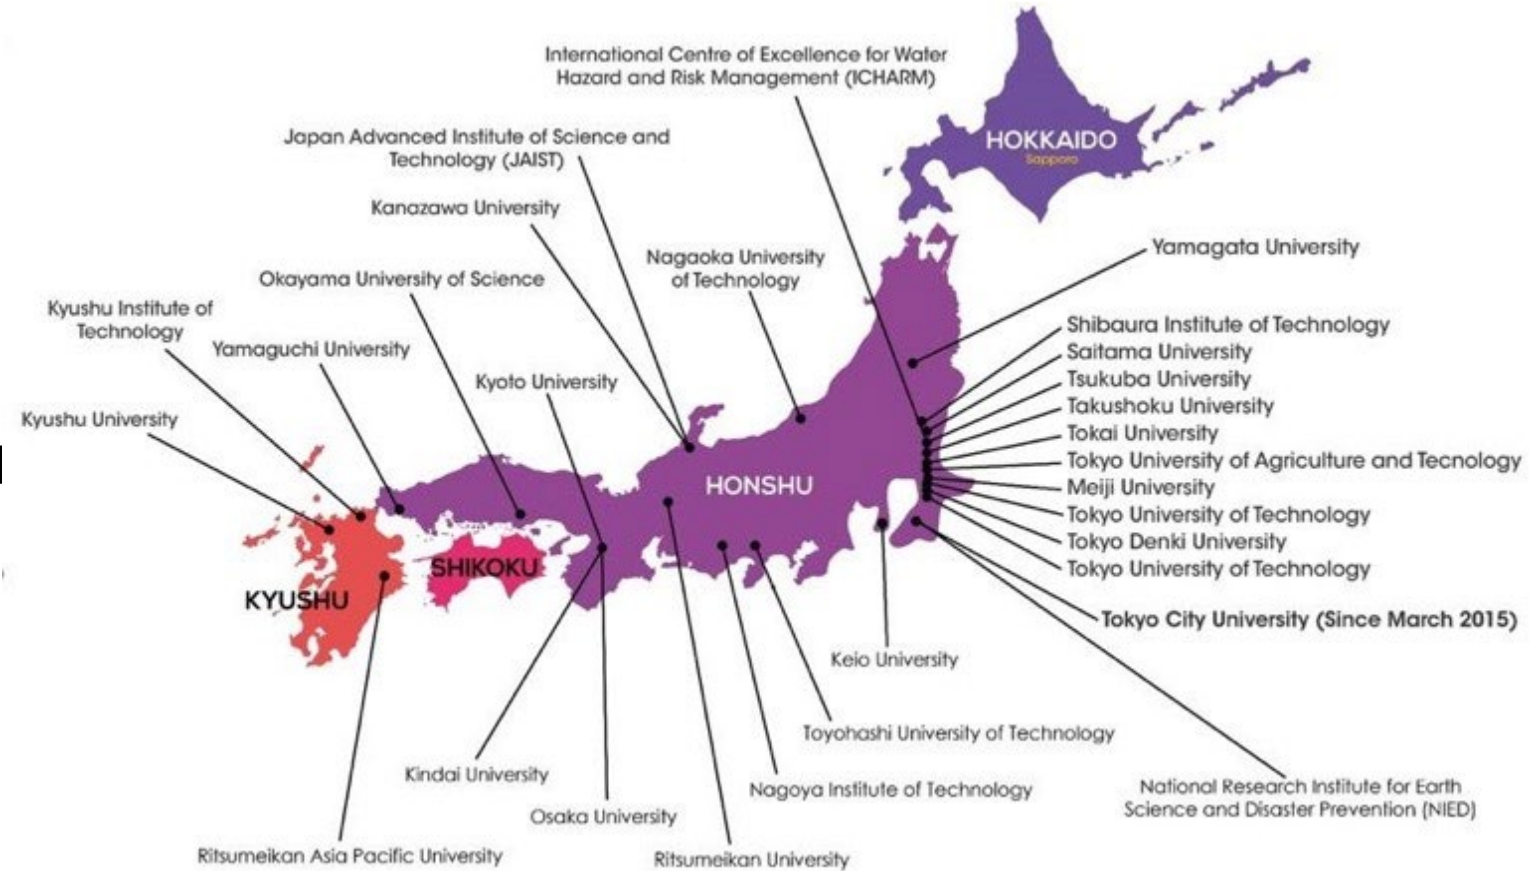 International Centre of Excellence for Water
Hazard and Risk Management (ICHARM)
HOKKAIDO
Sapporo
Japan Advanced Institute of Science and
Technology (JAIST)
Kanazawa University
Yamagata University
Nagaoka University
of Technology
Okayama University of Science
Kyushu Institute of
Technology
Yamaguchi University
Kyoto University
Kyushu University
Shibaura Institute of Technology
Saitama University
Tsukuba University
Takushoku University
Tokai University
Tokyo University of Agriculture and Tecnology
Meiji University
Tokyo University of Technology
Tokyo Denki University
Tokyo University of Technology
Tokyo City University (Since March 2015)
HONSHU
SHIKOKU
KYUSHU
Keio University
Toyohashi University of Technology
Kindai University
Nagoya Institute of Technology
National Research Institute for Earth
Science and Disaster Prevention (NIED)
Osaka University
Ritsumeikan Asia Pacific University
Ritsumeikan University